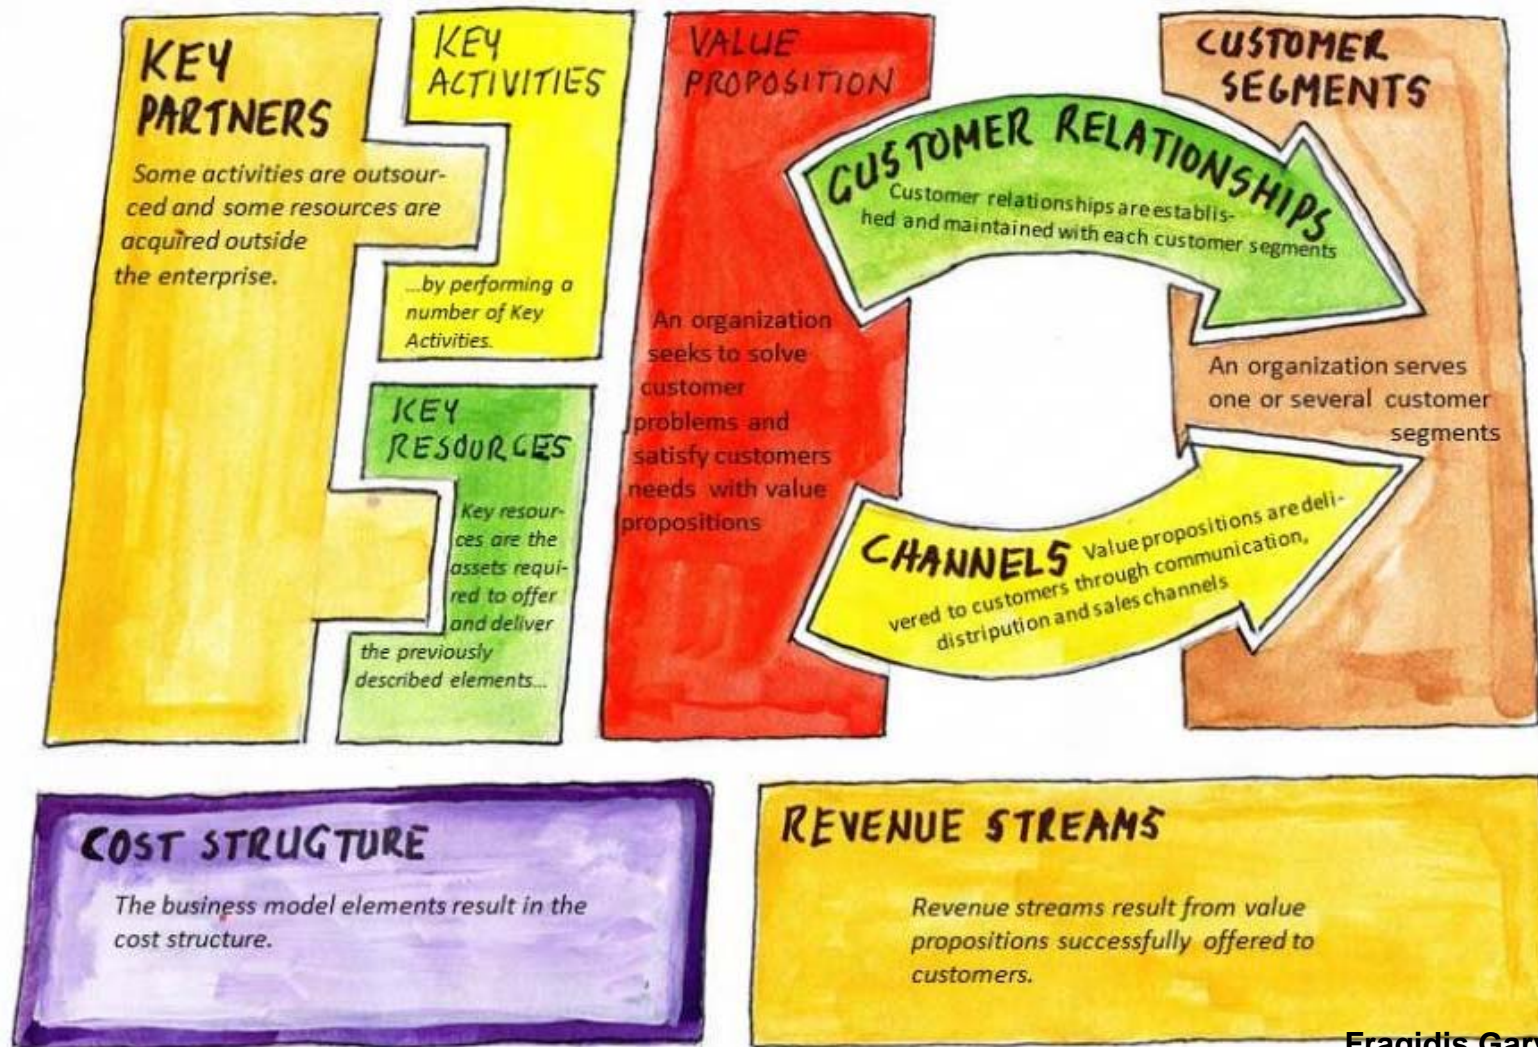 KEY
PARTNERS
Some activities are outsour-
ced and some resources are
acquired outside
the enterprise.
KEY
ACTIVITIES
...by performing a
number of Key
Activities.
KEY
RESOURCES
Key resour-
ces are the
assets requi-
red to offer
and deliver
the previously
described elements...
VALUE
PROPOSITION
An organization
seeks to solve
customer
problems and
satisfy customers
needs with value
propositions
CUSTOMER RELATIONSHIPS
Customer relationships are establis-
hed and maintained with each customer segments
CHANNELS Value propositions are deli-
vered to customers through communication,
distripution and sales channels
CUSTOMER
SEGMENTS
An organization serves
one or several customer
segments
COST STRUCTURE
The business model elements result in the
cost structure.
REVENUE STREAMS
Revenue streams result from value
propositions successfully offered to
customers.
Fragidis Gar